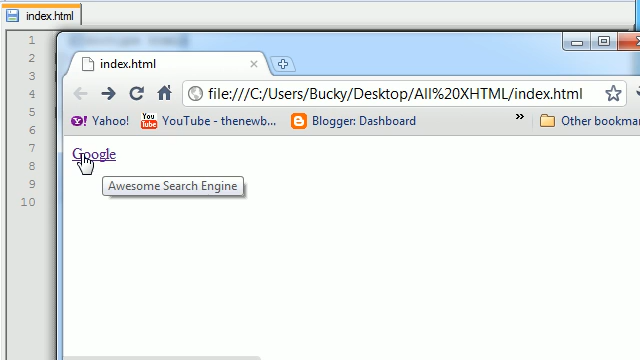 index.html
1
2
3
4
5
6
7
8
9
10
index.html
file:///C:/Users/Bucky/Desktop/All%20XHTML/index.html
Yahoo! YouTube - thenewb... Blogger: Dashboard » Other bookma
Google
Awesome Search Engine